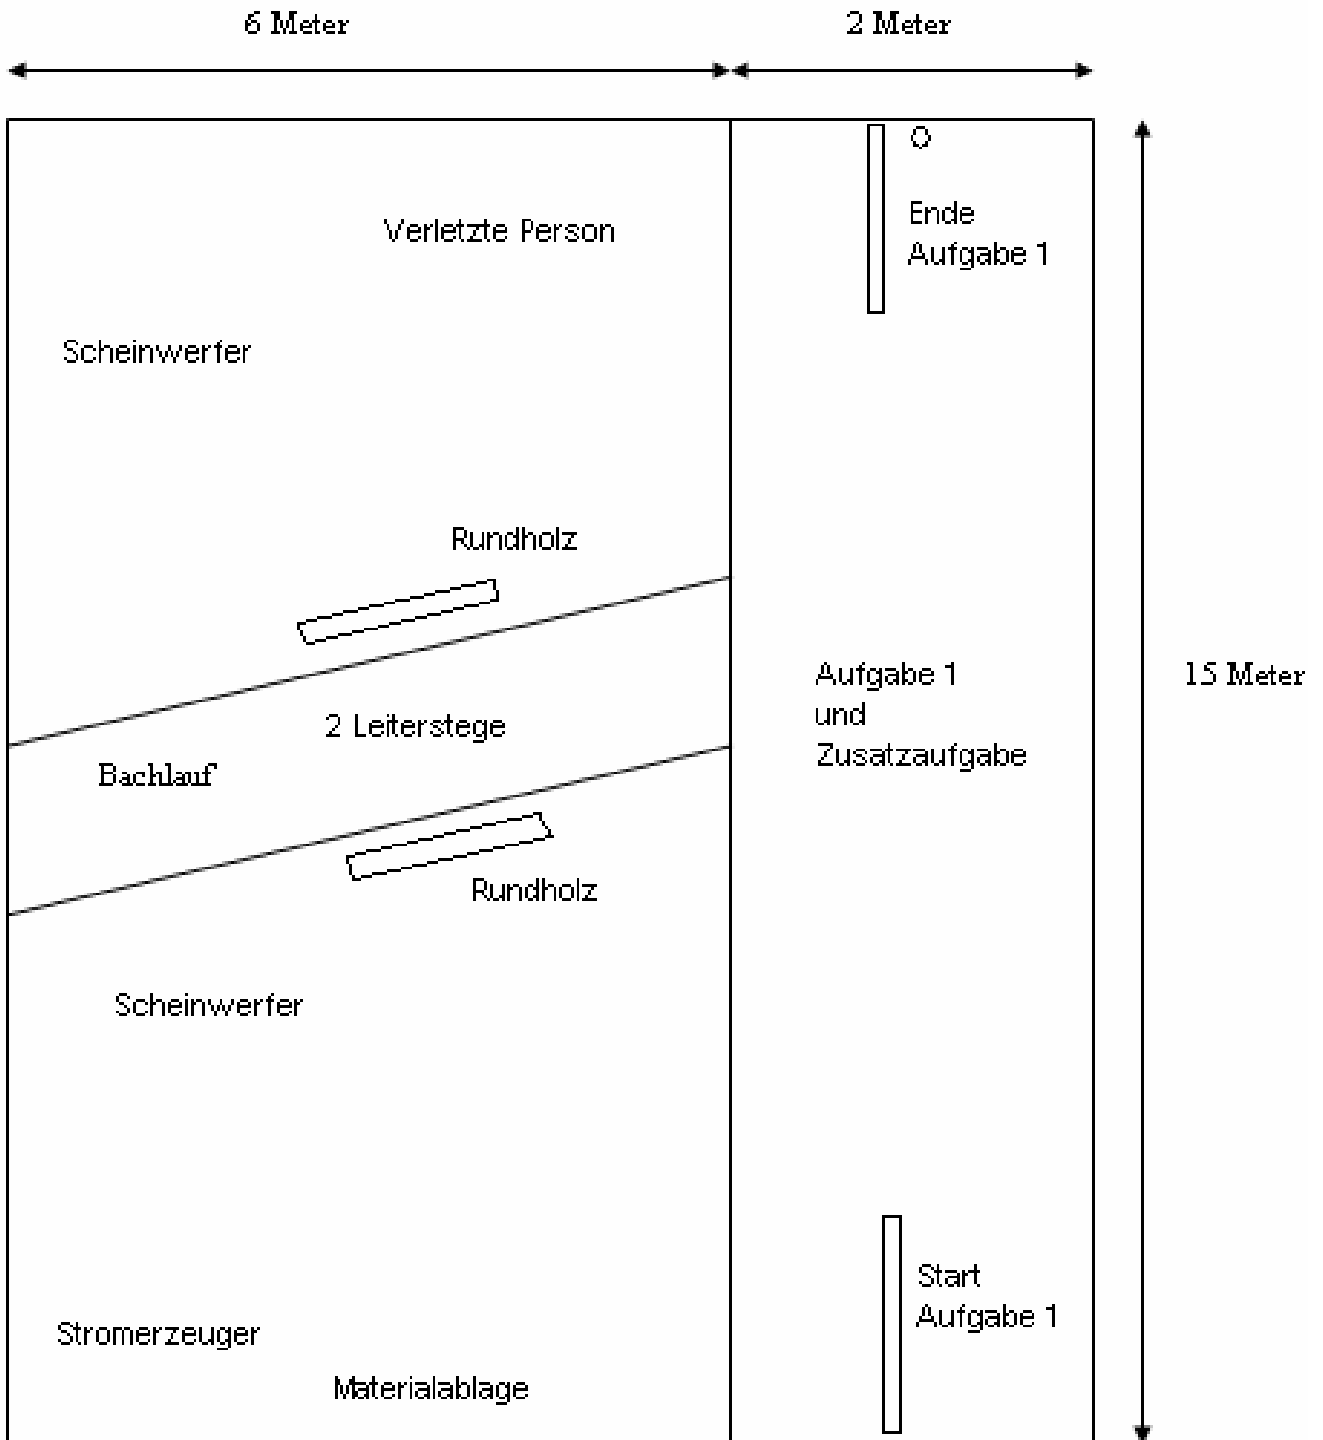 6 Meter
2 Meter
Verletzte Person
Ende
Aufgabe 1
Scheinwerfer
Rundholz
Aufgabe 1
und
Zusatzaufgabe
15 Meter
2 Leiterstege
Bachlauf
Rundholz
Scheinwerfer
Start
Aufgabe 1
Stromerzeuger
Materialablage